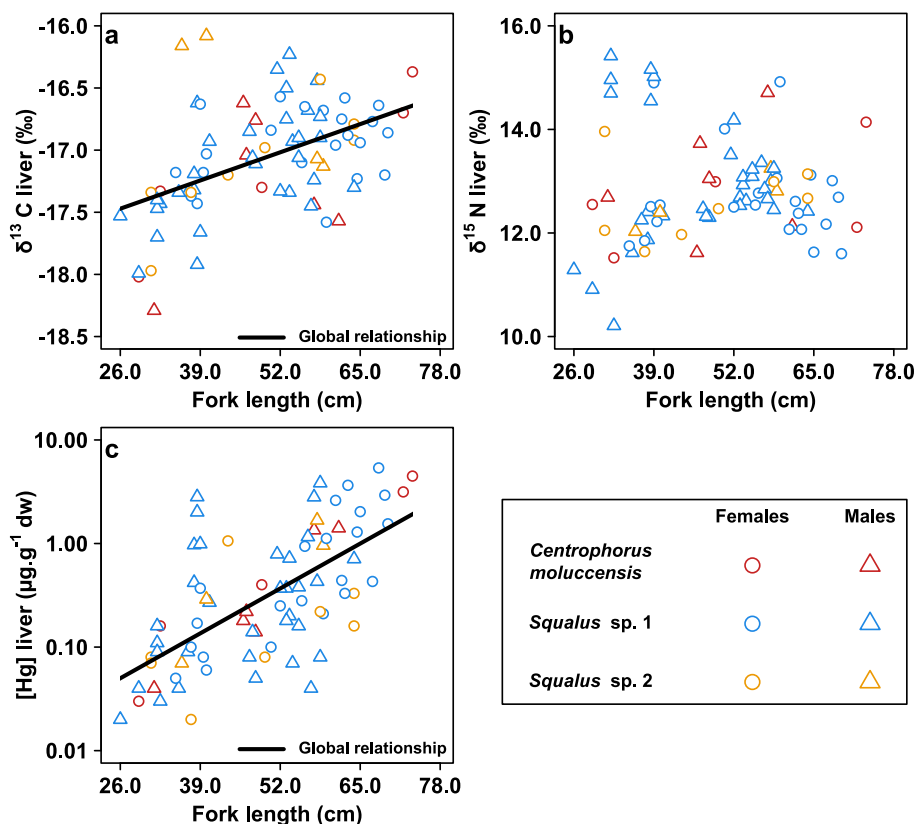 a
δ13 C liver (‰)
-16.0
-16.5
-17.0
-17.5
-18.0
-18.5
Global relationship
26.0 39.0 52.0 65.0 78.0
Fork length (cm)
b
δ15 N liver (‰)
16.0
14.0
12.0
10.0
26.0 39.0 52.0 65.0 78.0
Fork length (cm)
c
[Hg] liver (µg.g-1 dw)
10.00
1.00
0.10
0.01
Global relationship
26.0 39.0 52.0 65.0 78.0
Fork length (cm)
Females Males
Centrophorus
moluccensis
Squalus sp. 1
Squalus sp. 2